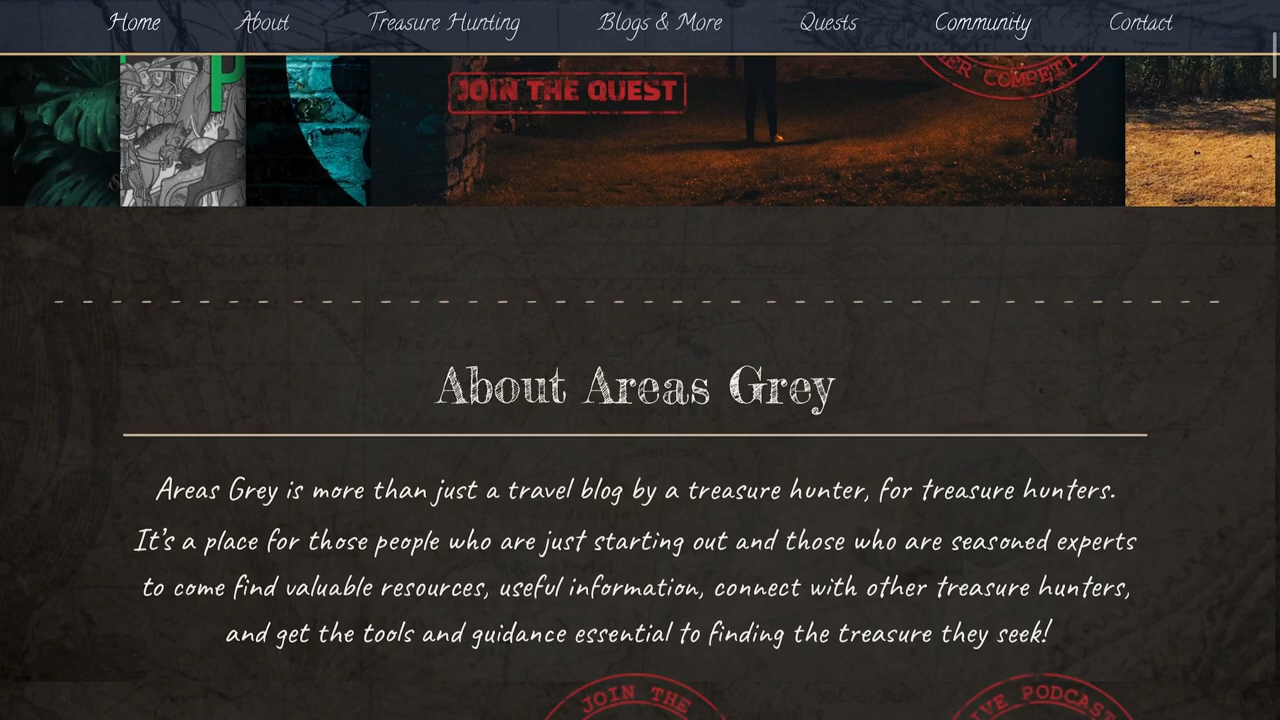 Home About Treasure Hunting Blogs & More Quests Community Contact
P
JOIN THE QUEST
About Areas Grey
Areas Grey is more than just a travel blog by a treasure hunter, for treasure hunters.
It's a place for those people who are just starting out and those who are seasoned experts
to come find valuable resources, useful information, connect with other treasure hunters,
and get the tools and guidance essential to finding the treasure they seek!
JOIN THE
PODCAST